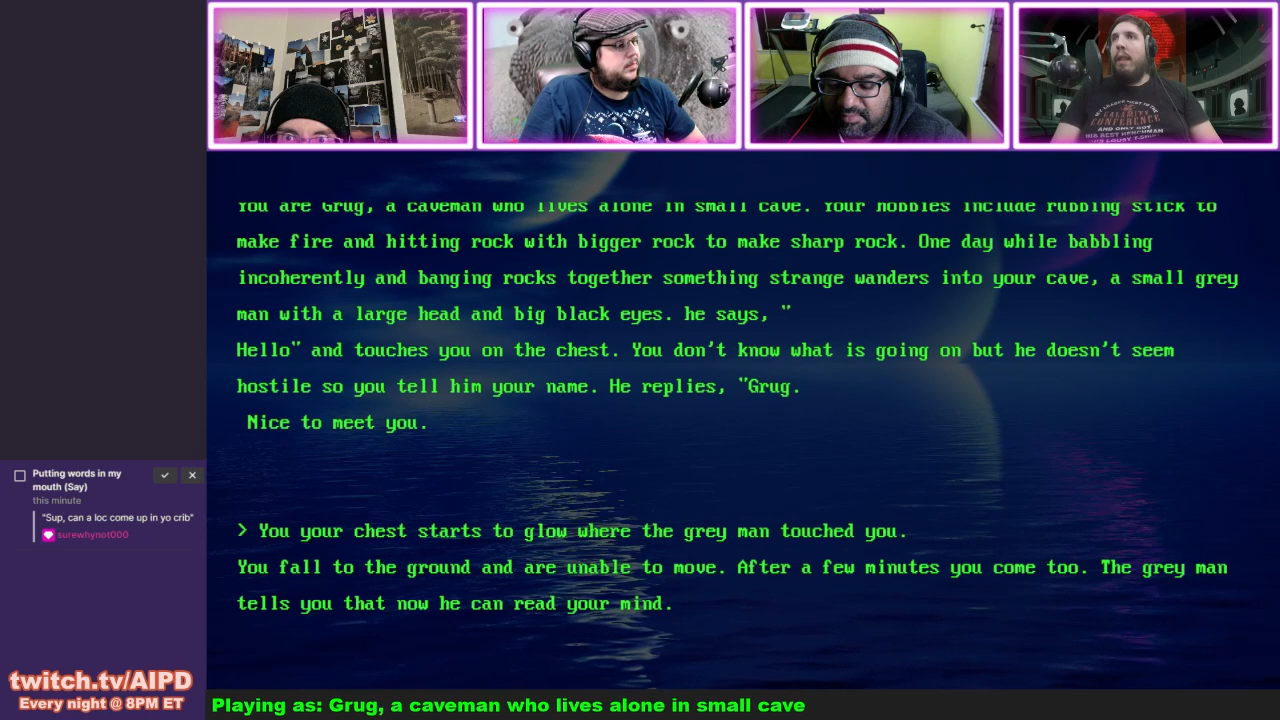 CONFERENCE
AND ONLY GOT
You are Grug, a caveman who lives alone in small cave. Your hobbies include rubbing stick to
make fire and hitting rock with bigger rock to make sharp rock. One day while babbling
incoherently and banging rocks together something strange wanders into your cave, a small grey
man with a large head and big black eyes. he says, "
Hello" and touches you on the chest. You don't know what is going on but he doesn't seem
hostile so you tell him your name. He replies, "Grug.
Nice to meet you.
Putting words in my
mouth (Say)
this minute
"Sup, can a loc come up in yo crib"
surewhynot000
> You your chest starts to glow where the grey man touched you.
You fall to the ground and are unable to move. After a few minutes you come too. The grey man
tells you that now he can read your mind.
twitch.tv/AIPD
Every night @ 8PM ET
Playing as: Grug, a caveman who lives alone in small cave